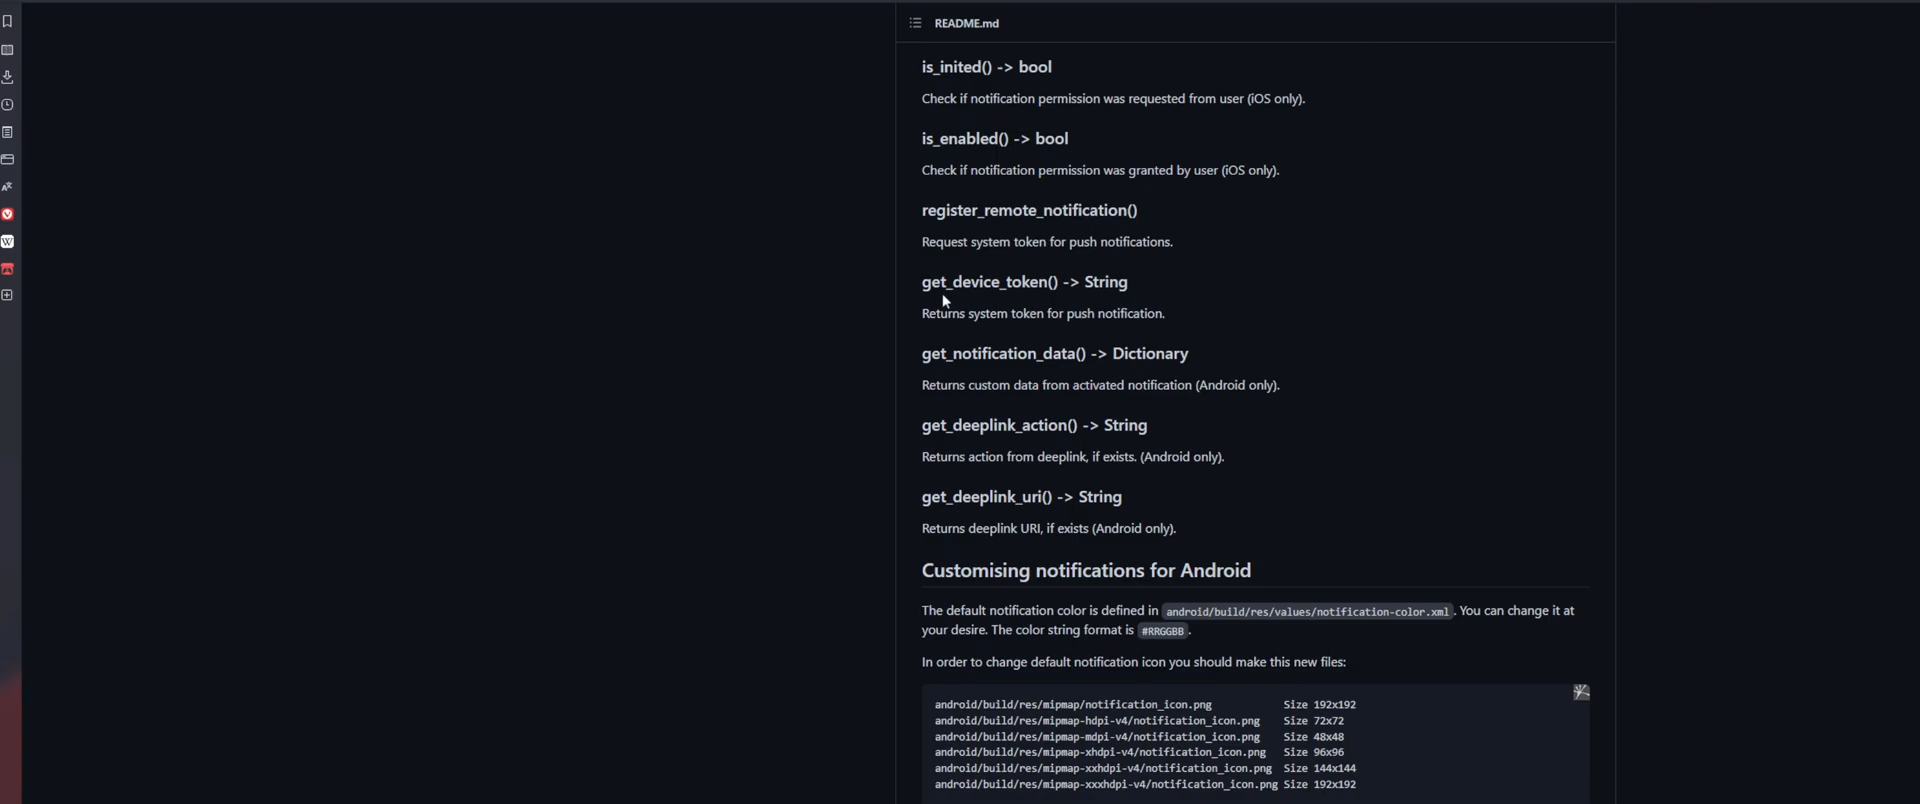 README.md
is_inited() -> bool
Check if notification permission was requested from user (iOS only).
is_enabled() -> bool
Check if notification permission was granted by user (iOS only).
register_remote_notification()
Request system token for push notifications.
get_device_token() -> String
Returns system token for push notification.
get_notification_data() -> Dictionary
Returns custom data from activated notification (Android only).
get_deeplink_action() -> String
Returns action from deeplink, if exists. (Android only).
get_deeplink_uri() -> String
Returns deeplink URI, if exists (Android only).
Customising notifications for Android
The default notification color is defined in android/build/res/values/notification-color.xml. You can change it at
your desire. The color string format is #RRGGBB.
In order to change default notification icon you should make this new files:
android/build/res/mipmap/notification_icon.png Size 192x192
android/build/res/mipmap-hdpi-v4/notification_icon.png Size 72x72
android/build/res/mipmap-mdpi-v4/notification_icon.png Size 48x48
android/build/res/mipmap-xhdpi-v4/notification_icon.png Size 96x96
android/build/res/mipmap-xxhdpi-v4/notification_icon.png Size 144x144
android/build/res/mipmap-xxxhdpi-v4/notification_icon.png Size 192x192